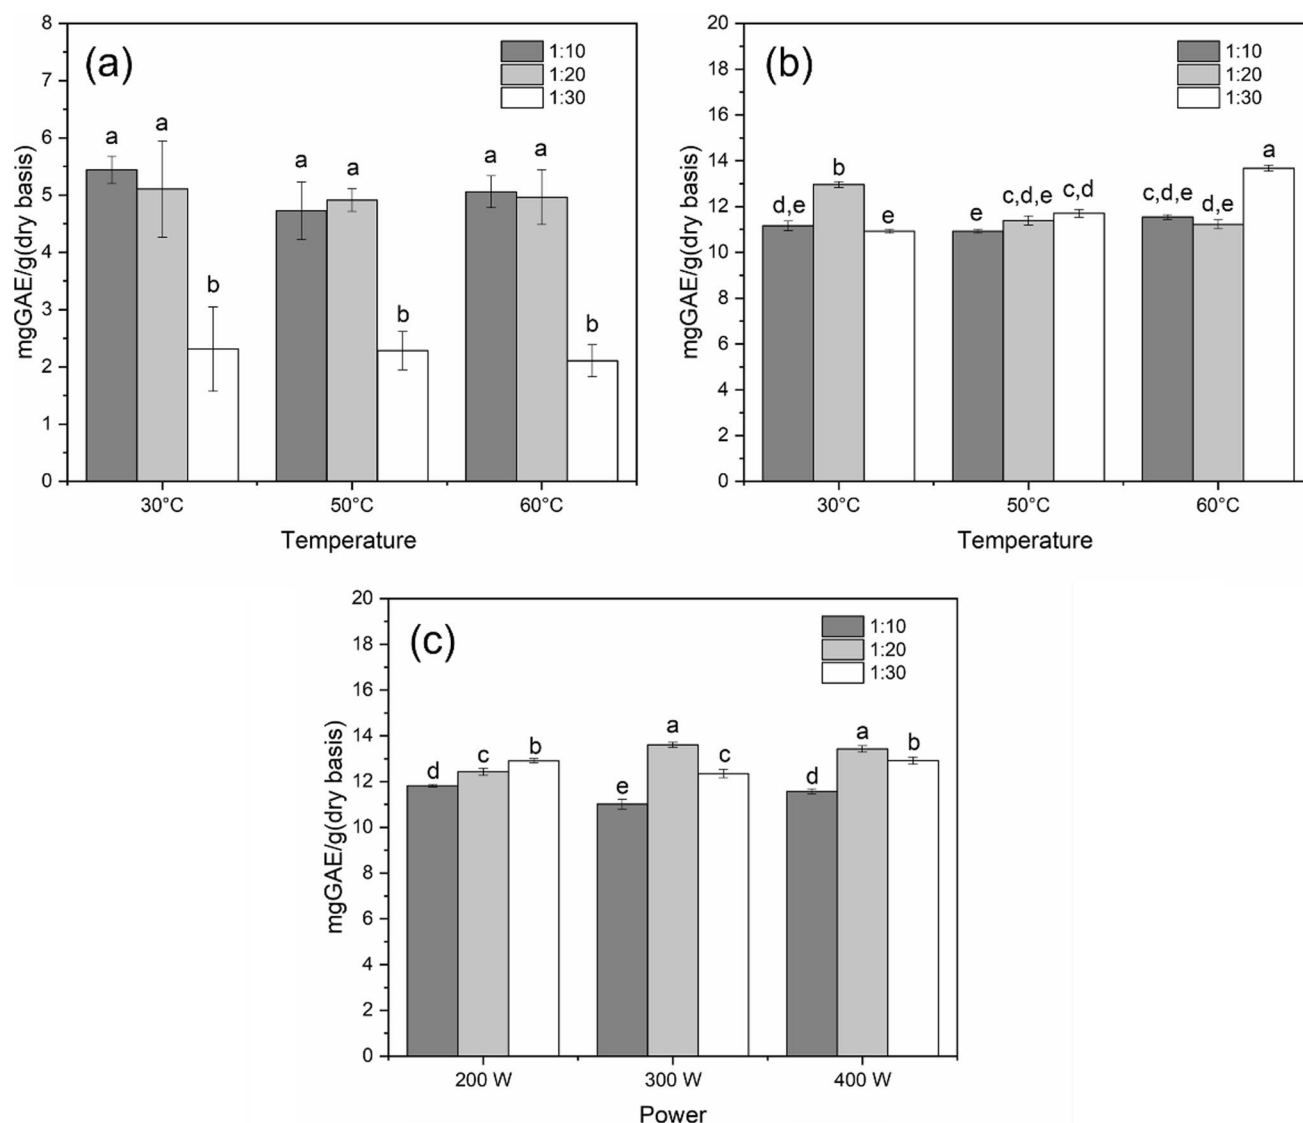 (a)
1:10
1:20
1:30
8
7
6
5
4
3
2
1
0
mgGAE/g(dry basis)
a
a
b
a
a
b
a
a
b
30°C
50°C
60°C
Temperature
(b)
1:10
1:20
1:30
20
18
16
14
12
10
8
6
4
2
0
mgGAE/g(dry basis)
d,e
b
e
e
c,d,e
c,d
c,d,e
d,e
a
30°C
50°C
60°C
Temperature
(c)
1:10
1:20
1:30
20
18
16
14
12
10
8
6
4
2
0
mgGAE/g(dry basis)
d
c
b
e
a
c
d
a
b
200 W
300 W
400 W
Power